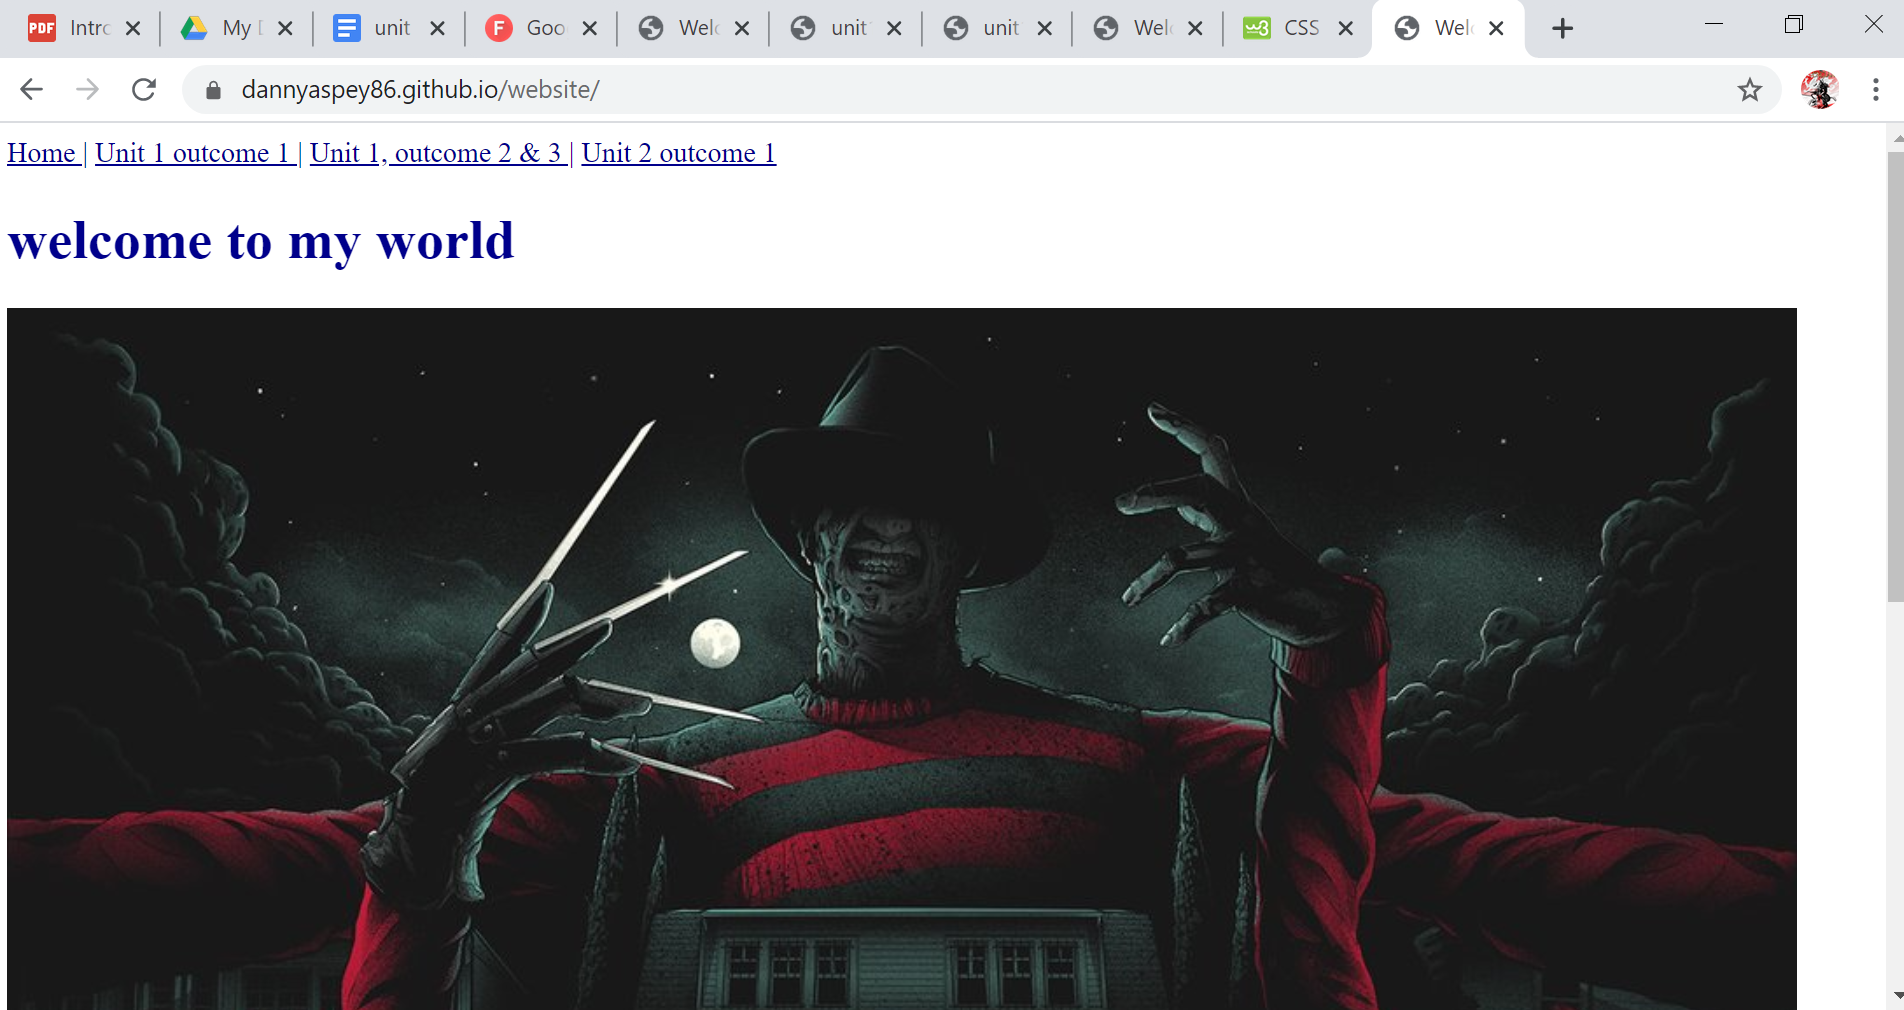 PDF Intro My D unit F Goo Welc unit unit Welc w3 CSS Welc
dannyaspey86.github.io/website/
Home | Unit 1 outcome 1 | Unit 1, outcome 2 & 3 | Unit 2 outcome 1
welcome to my world